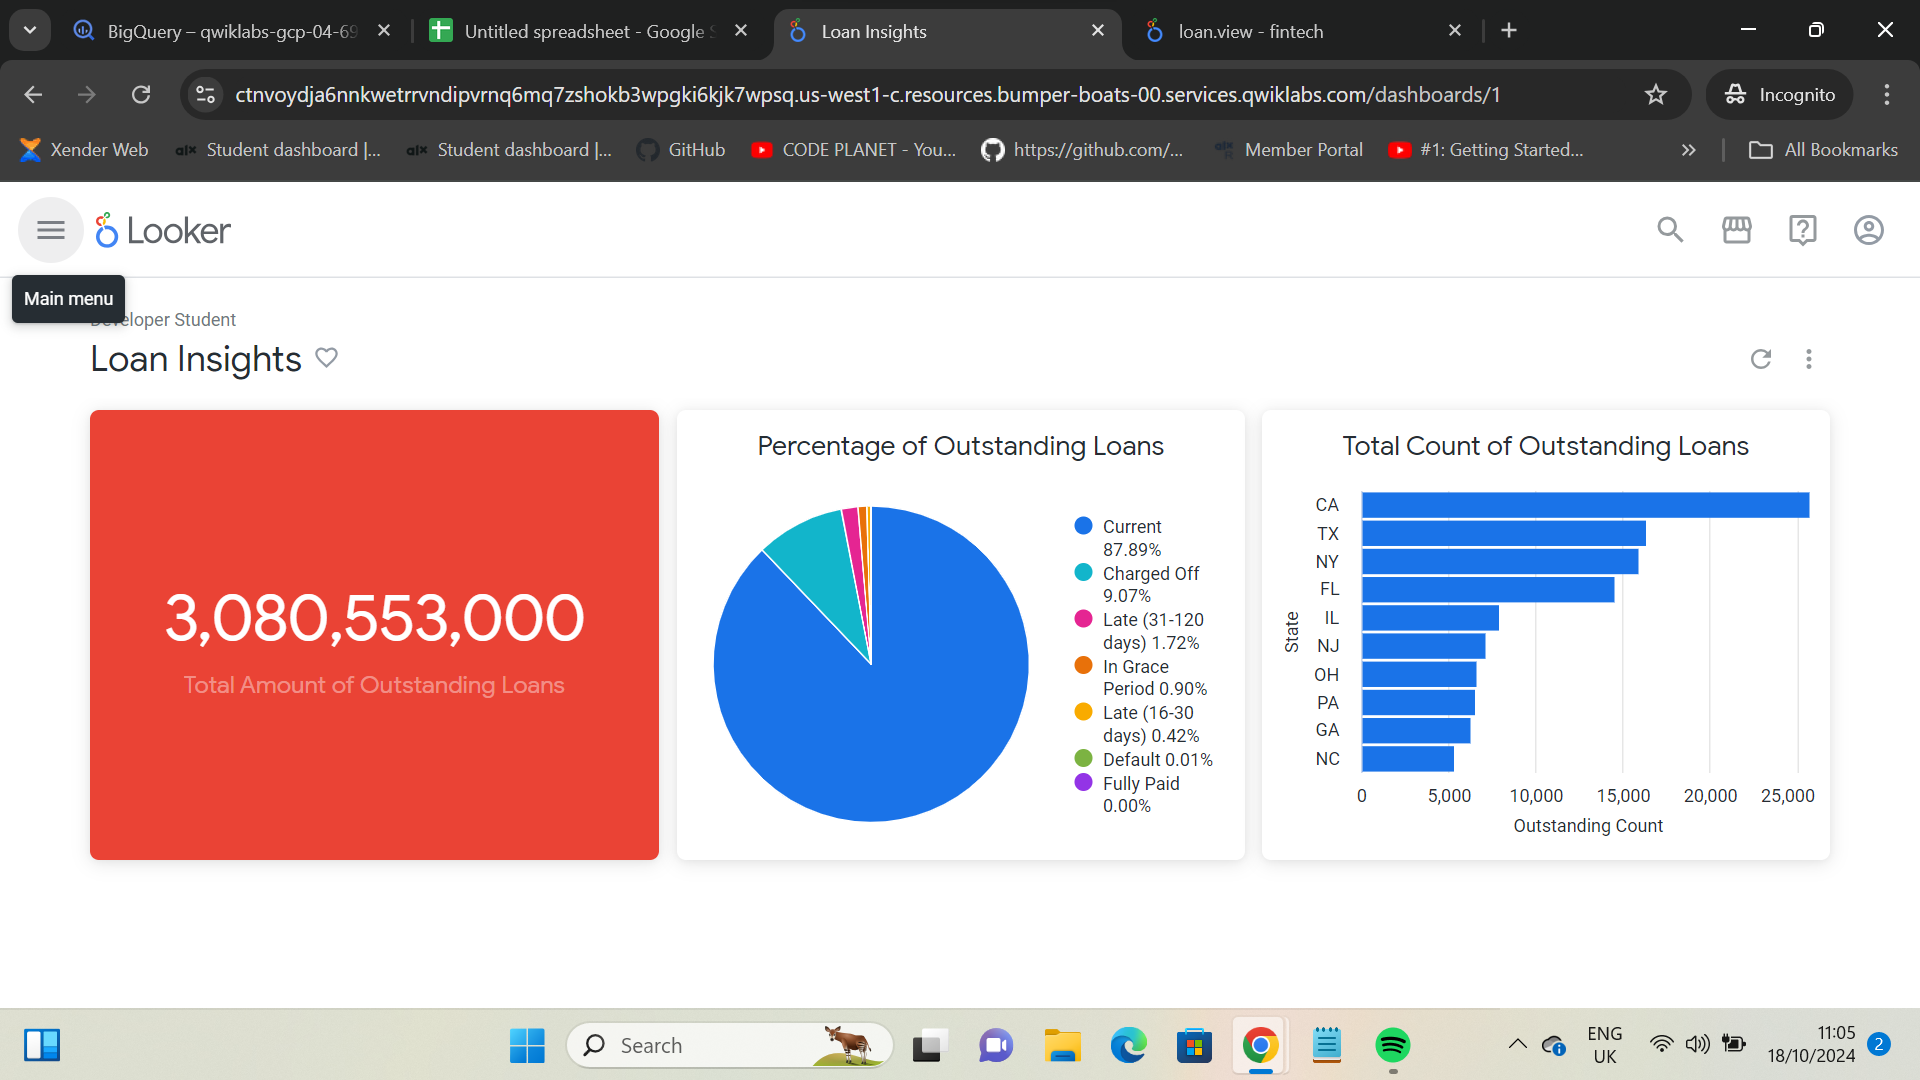 BigQuery – qwiklabs-gcp-04-69
Untitled spreadsheet - Google S
Loan Insights
loan.view - fintech
ctnvoydja6nnkwetrrvndipvrnq6mq7zshokb3wpgki6kjk7wpsq.us-west1-c.resources.bumper-boats-00.services.qwiklabs.com/dashboards/1
Incognito
Xender Web
Student dashboard |...
Student dashboard |...
GitHub
CODE PLANET - You...
https://github.com/...
Member Portal
#1: Getting Started...
All Bookmarks
Looker
Main menu
Developer Student
Loan Insights
3,080,553,000
Total Amount of Outstanding Loans
Percentage of Outstanding Loans
Current
87.89%
Charged Off
9.07%
Late (31-120
days) 1.72%
In Grace
Period 0.90%
Late (16-30
days) 0.42%
Default 0.01%
Fully Paid
0.00%
Total Count of Outstanding Loans
State
CA
TX
NY
FL
IL
NJ
OH
PA
GA
NC
0 5,000 10,000 15,000 20,000 25,000
Outstanding Count
Search
ENG
UK
11:05
18/10/2024
2